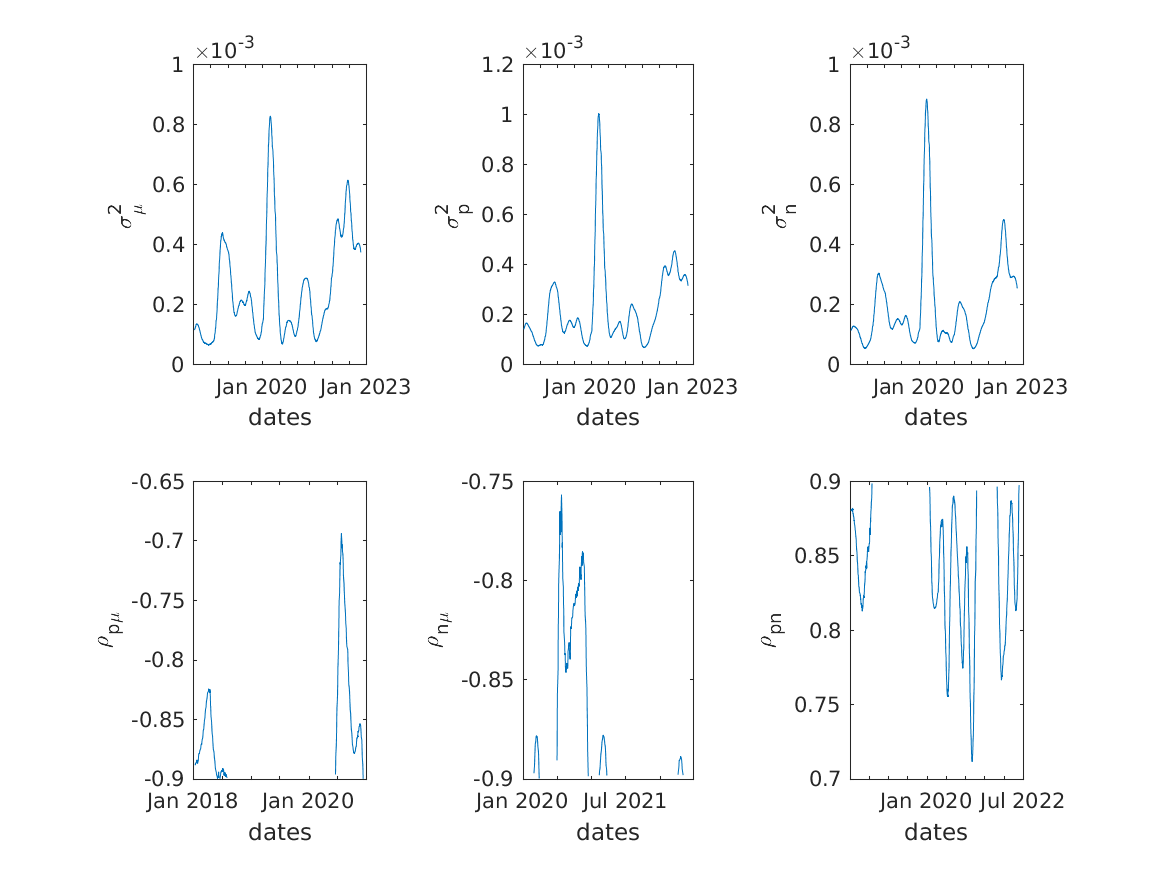 ×10-3
1
0.8
0.6
0.4
0.2
0
σ2μ
Jan 2020
Jan 2023
dates
×10-3
1.2
1
0.8
0.6
0.4
0.2
0
σ2p
Jan 2020
Jan 2023
dates
×10-3
1
0.8
0.6
0.4
0.2
0
σ2n
Jan 2020
Jan 2023
dates
-0.65
-0.7
-0.75
-0.8
-0.85
-0.9
ρpμ
Jan 2018
Jan 2020
dates
-0.75
-0.8
-0.85
-0.9
ρnμ
Jan 2020
Jul 2021
dates
0.9
0.85
0.8
0.75
0.7
ρpn
Jan 2020
Jul 2022
dates